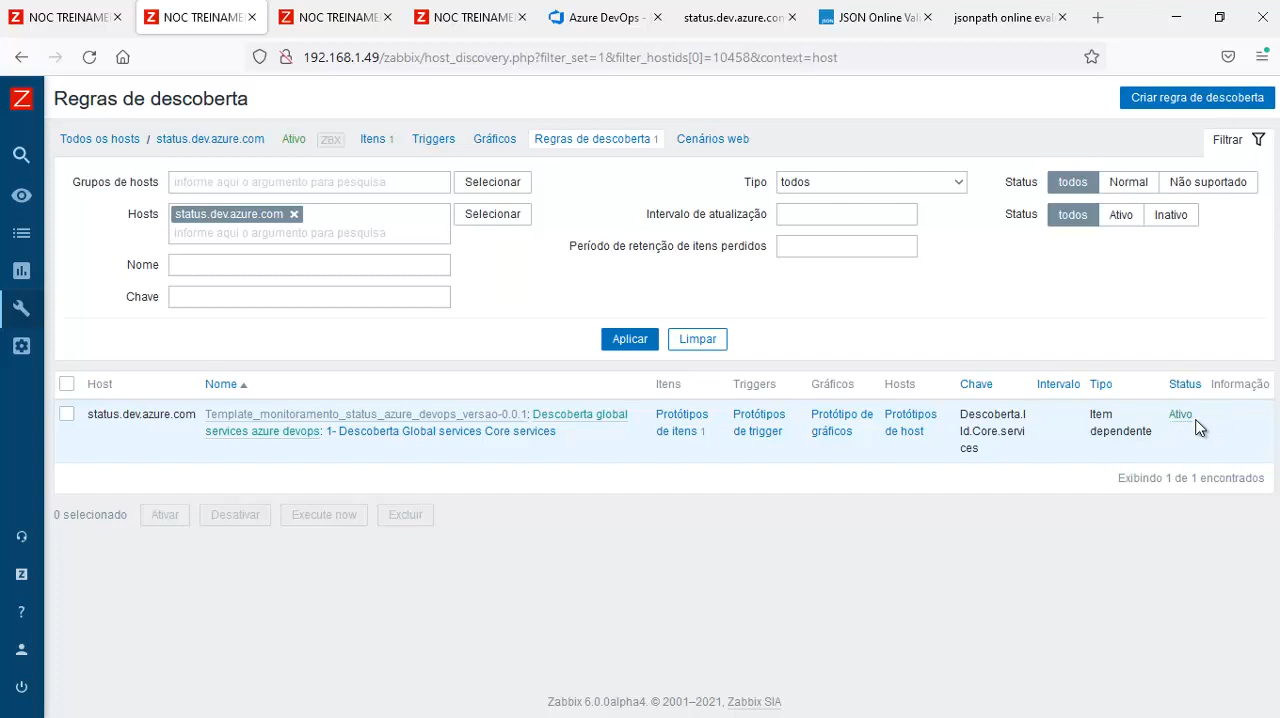 NOC TREINAME
NOC TREINAME
NOC TREINAME
NOC TREINAME
Azure DevOps -
status.dev.azure.con
JSON
JSON Online Val
jsonpath online eval
192.168.1.49/zabbix/host_discovery.php?filter_set=1&filter_hostids[0]=10458&context=host
Z
Regras de descoberta
Criar regra de descoberta
Todos os hosts / status.dev.azure.com Ativo ZBX Itens 1 Triggers Gráficos Regras de descoberta 1 Cenários web
Filtrar
Grupos de hosts informe aqui o argumento para pesquisa Selecionar Tipo todos Status todos Normal Não suportado
Hosts status.dev.azure.com Selecionar Intervalo de atualização Status todos Ativo Inativo
informe aqui o argumento para pesquisa
Período de retenção de itens perdidos
Nome
Chave
Aplicar Limpar
Host Nome Itens Triggers Gráficos Hosts Chave Intervalo Tipo Status Informação
status.dev.azure.com Template_monitoramento_status_azure_devops_versao-0.0.1: Descoberta global Protótipos Protótipos Protótipo de Protótipos Descoberta.I Item Ativo
services azure devops: 1- Descoberta Global services Core services de itens 1 de trigger gráficos de host ld.Core.servi dependente
ces
Exibindo 1 de 1 encontrados
0 selecionado Ativar Desativar Execute now Excluir
Z
?
Zabbix 6.0.0alpha4. © 2001–2021, Zabbix SIA